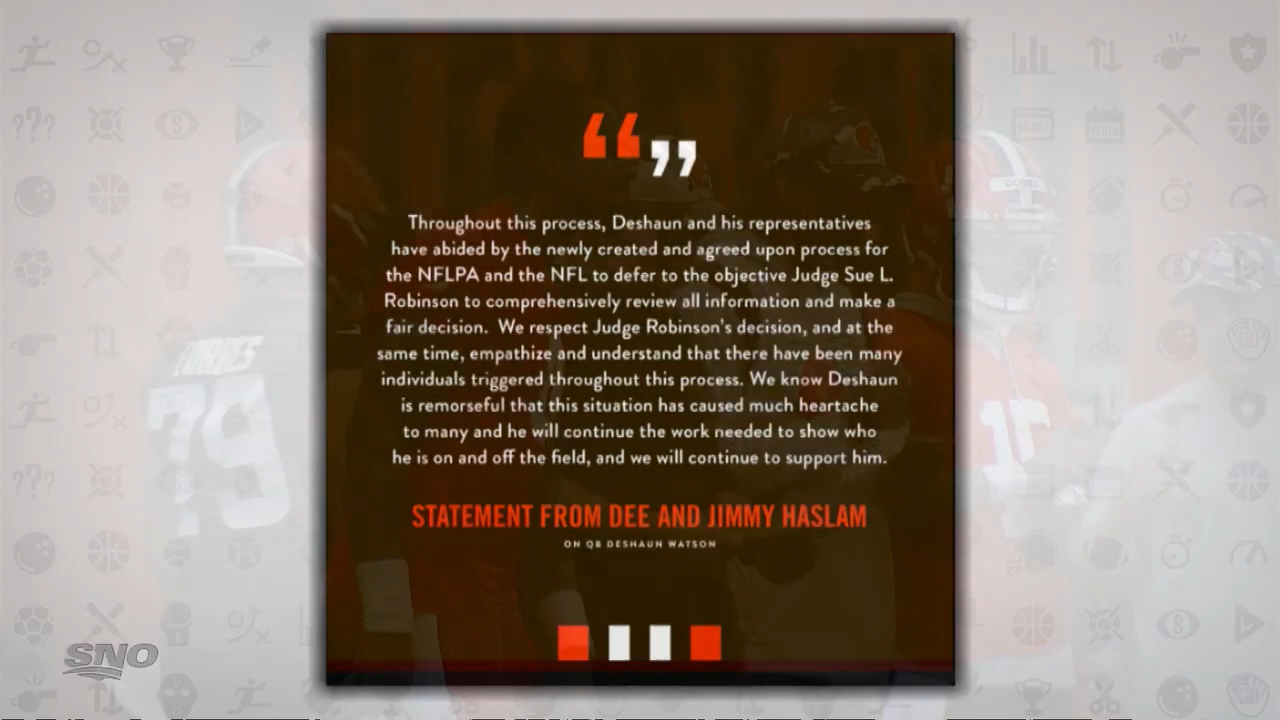 Throughout this process, Deshaun and his representatives
have abided by the newly created and agreed upon process for
the NFLPA and the NFL to defer to the objective Judge Sue L.
Robinson to comprehensively review all information and make a
fair decision.  We respect Judge Robinson's decision, and at the
same time, empathize and understand that there have been many
individuals triggered throughout this process. We know Deshaun
is remorseful that this situation has caused much heartache
to many and he will continue the work needed to show who
he is on and off the field, and we will continue to support him.
STATEMENT FROM DEE AND JIMMY HASLAM
ON QB DESHAUN WATSON
FORBES
79
SNO